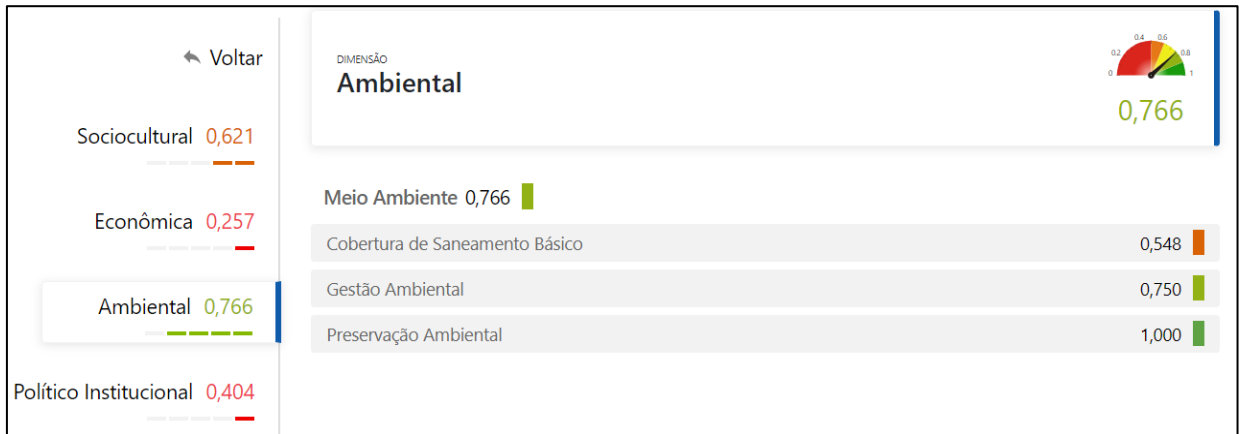 Voltar
Sociocultural 0,621
Econômica 0,257
Ambiental 0,766
Político Institucional 0,404
DIMENSÃO
Ambiental
0 0.2 0.4 0.6 0.8 1
0,766
Meio Ambiente 0,766
Cobertura de Saneamento Básico 0,548
Gestão Ambiental 0,750
Preservação Ambiental 1,000